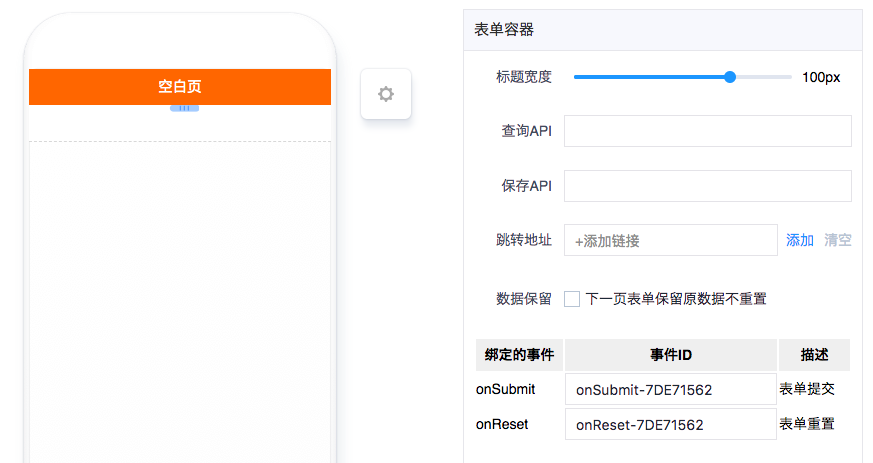 空白页
表单容器
标题宽度 100px
查询API
保存API
跳转地址 +添加链接 添加 清空
数据保留 下一页表单保留原数据不重置
绑定的事件 事件ID 描述
onSubmit onSubmit-7DE71562 表单提交
onReset onReset-7DE71562 表单重置